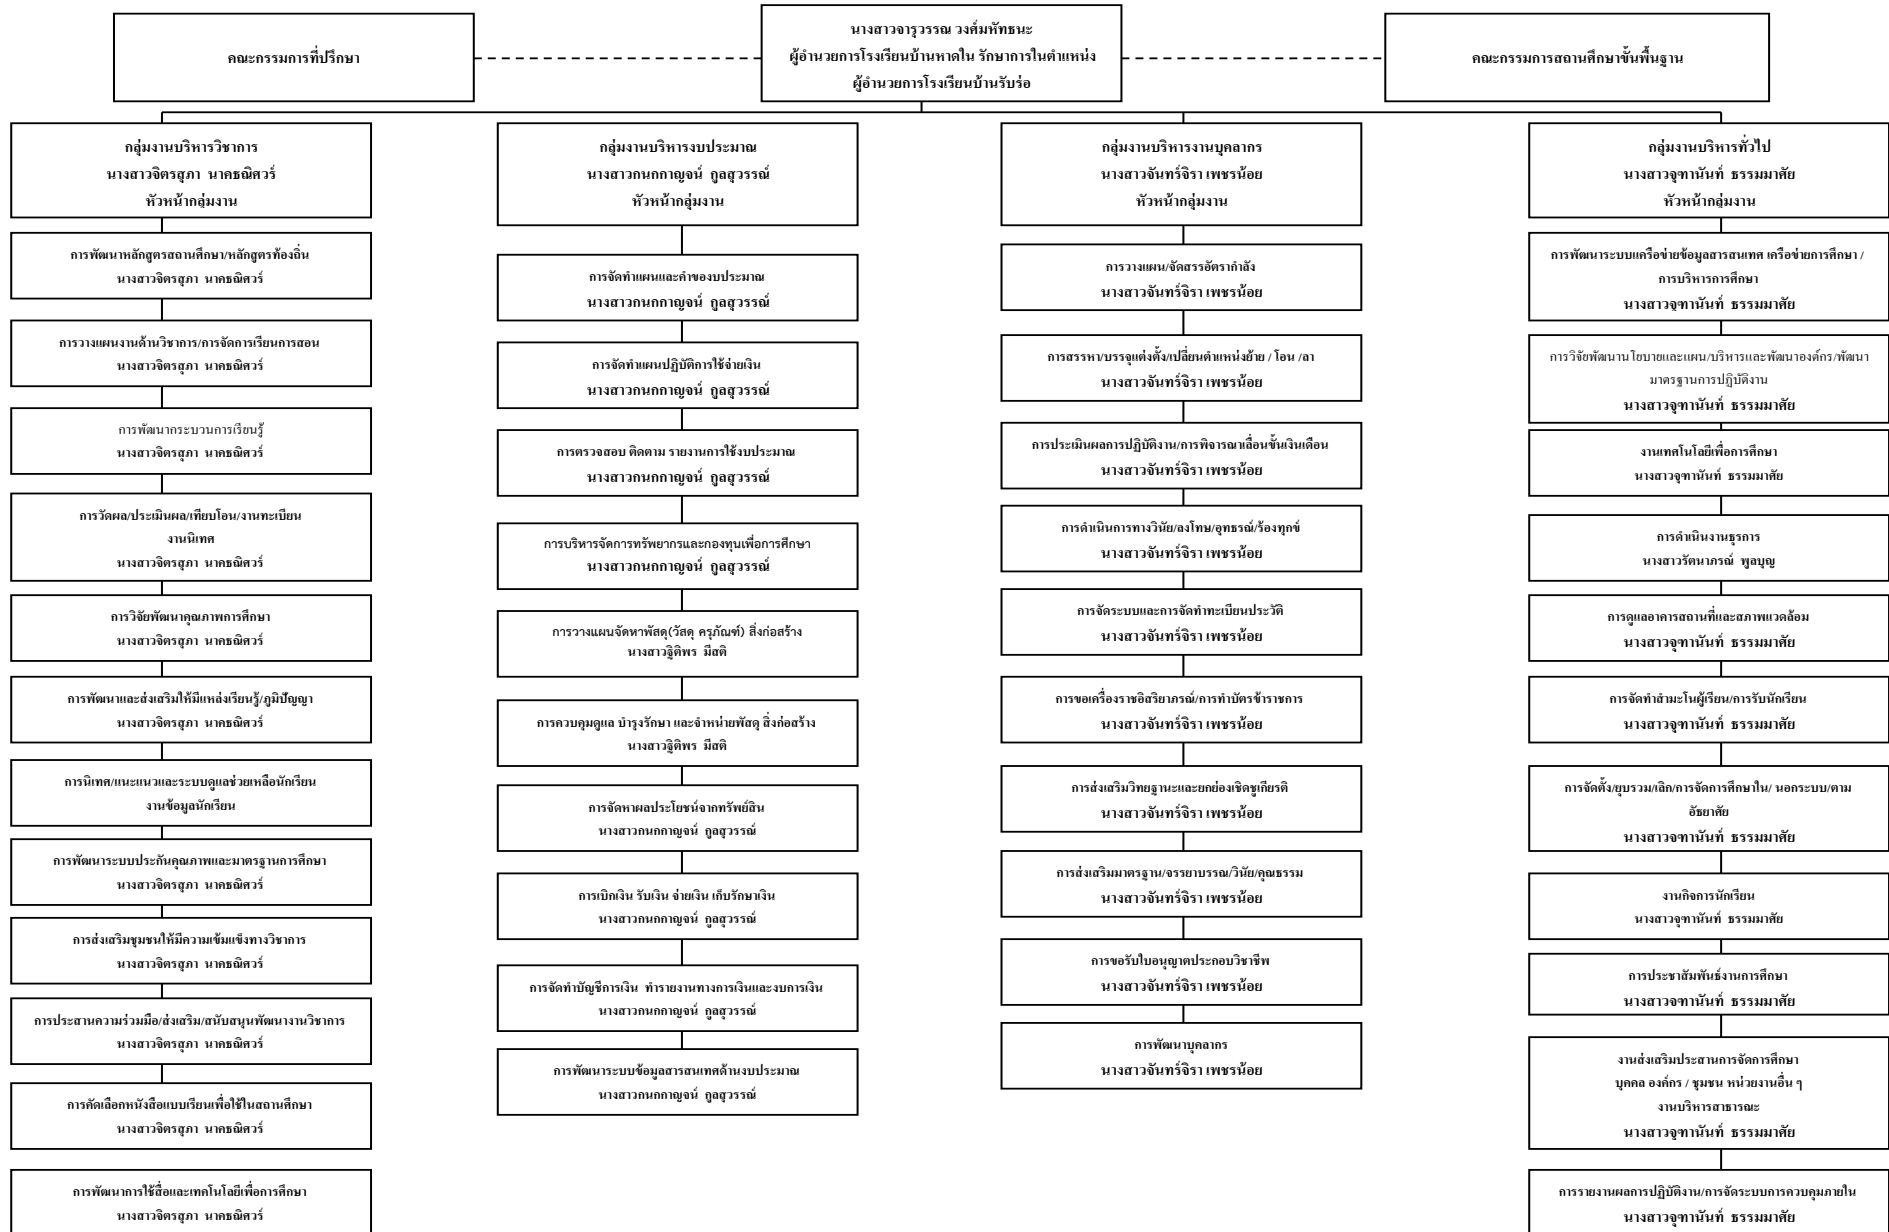 คณะกรรมการที่ปรึกษา
นางสาวจารุวรรณ วงศ์มหัทธนะ
ผู้อำนวยการโรงเรียนบ้านหาดใน รักษาการในตำแหน่ง
ผู้อำนวยการโรงเรียนบ้านรับร่อ
คณะกรรมการสถานศึกษาขั้นพื้นฐาน
กลุ่มงานบริหารวิชาการ
นางสาวจิตรสุภา นาคธณิศวร์
หัวหน้ากลุ่มงาน
การพัฒนาหลักสูตรสถานศึกษา/หลักสูตรท้องถิ่น
นางสาวจิตรสุภา นาคธณิศวร์
การวางแผนงานด้านวิชาการ/การจัดการเรียนการสอน
นางสาวจิตรสุภา นาคธณิศวร์
การพัฒนากระบวนการเรียนรู้
นางสาวจิตรสุภา นาคธณิศวร์
การวัดผล/ประเมินผล/เทียบโอน/งานทะเบียน
งานนิเทศ
นางสาวจิตรสุภา นาคธณิศวร์
การวิจัยพัฒนาคุณภาพการศึกษา
นางสาวจิตรสุภา นาคธณิศวร์
การพัฒนาและส่งเสริมให้มีแหล่งเรียนรู้/ภูมิปัญญา
นางสาวจิตรสุภา นาคธณิศวร์
การนิเทศ/แนะแนวและระบบดูแลช่วยเหลือนักเรียน
งานข้อมูลนักเรียน
การพัฒนาระบบประกันคุณภาพและมาตรฐานการศึกษา
นางสาวจิตรสุภา นาคธณิศวร์
การส่งเสริมชุมชนให้มีความเข้มแข็งทางวิชาการ
นางสาวจิตรสุภา นาคธณิศวร์
การประสานความร่วมมือ/ส่งเสริม/สนับสนุนพัฒนางานวิชาการ
นางสาวจิตรสุภา นาคธณิศวร์
การคัดเลือกหนังสือแบบเรียนเพื่อใช้ในสถานศึกษา
นางสาวจิตรสุภา นาคธณิศวร์
การพัฒนาการใช้สื่อและเทคโนโลยีเพื่อการศึกษา
นางสาวจิตรสุภา นาคธณิศวร์
กลุ่มงานบริหารงบประมาณ
นางสาวกนกกาญจน์ กูลสุวรรณ์
หัวหน้ากลุ่มงาน
การจัดทำแผนและคำของบประมาณ
นางสาวกนกกาญจน์ กูลสุวรรณ์
การจัดทำแผนปฏิบัติการใช้จ่ายเงิน
นางสาวกนกกาญจน์ กูลสุวรรณ์
การตรวจสอบ ติดตาม รายงานการใช้งบประมาณ
นางสาวกนกกาญจน์ กูลสุวรรณ์
การบริหารจัดการทรัพยากรและกองทุนเพื่อการศึกษา
นางสาวกนกกาญจน์ กูลสุวรรณ์
การวางแผนจัดหาพัสดุ(วัสดุ ครุภัณฑ์) สิ่งก่อสร้าง
นางสาวฐิติพร มีสติ
การควบคุมดูแล บำรุงรักษา และจำหน่ายพัสดุ สิ่งก่อสร้าง
นางสาวฐิติพร มีสติ
การจัดหาผลประโยชน์จากทรัพย์สิน
นางสาวกนกกาญจน์ กูลสุวรรณ์
การเบิกเงิน รับเงิน จ่ายเงิน เก็บรักษาเงิน
นางสาวกนกกาญจน์ กูลสุวรรณ์
การจัดทำบัญชีการเงิน ทำรายงานทางการเงินและงบการเงิน
นางสาวกนกกาญจน์ กูลสุวรรณ์
การพัฒนาระบบข้อมูลสารสนเทศด้านงบประมาณ
นางสาวกนกกาญจน์ กูลสุวรรณ์
กลุ่มงานบริหารงานบุคลากร
นางสาวจันทร์จิรา เพชรน้อย
หัวหน้ากลุ่มงาน
การวางแผน/จัดสรรอัตรากำลัง
นางสาวจันทร์จิรา เพชรน้อย
การสรรหา/บรรจุแต่งตั้ง/เปลี่ยนตำแหน่งย้าย / โอน /ลา
นางสาวจันทร์จิรา เพชรน้อย
การประเมินผลการปฏิบัติงาน/การพิจารณาเลื่อนขั้นเงินเดือน
นางสาวจันทร์จิรา เพชรน้อย
การดำเนินการทางวินัย/ลงโทษ/อุทธรณ์/ร้องทุกข์
นางสาวจันทร์จิรา เพชรน้อย
การจัดระบบและการจัดทำทะเบียนประวัติ
นางสาวจันทร์จิรา เพชรน้อย
การขอเครื่องราชอิสริยาภรณ์/การทำบัตรข้าราชการ
นางสาวจันทร์จิรา เพชรน้อย
การส่งเสริมวิทยฐานะและยกย่องเชิดชูเกียรติ
นางสาวจันทร์จิรา เพชรน้อย
การส่งเสริมมาตรฐาน/จรรยาบรรณ/วินัย/คุณธรรม
นางสาวจันทร์จิรา เพชรน้อย
การขอรับใบอนุญาตประกอบวิชาชีพ
นางสาวจันทร์จิรา เพชรน้อย
การพัฒนาบุคลากร
นางสาวจันทร์จิรา เพชรน้อย
กลุ่มงานบริหารทั่วไป
นางสาวจุฑานันท์ ธรรมมาศัย
หัวหน้ากลุ่มงาน
การพัฒนาระบบเครือข่ายข้อมูลสารสนเทศ เครือข่ายการศึกษา /
การบริหารการศึกษา
นางสาวจุฑานันท์ ธรรมมาศัย
การวิจัยพัฒนานโยบายและแผน/บริหารและพัฒนาองค์กร/พัฒนา
มาตรฐานการปฏิบัติงาน
นางสาวจุฑานันท์ ธรรมมาศัย
งานเทคโนโลยีเพื่อการศึกษา
นางสาวจุฑานันท์ ธรรมมาศัย
การดำเนินงานธุรการ
นางสาวรัตนาภรณ์ พูลบุญ
การดูแลอาคารสถานที่และสภาพแวดล้อม
นางสาวจุฑานันท์ ธรรมมาศัย
การจัดทำสำมะโนผู้เรียน/การรับนักเรียน
นางสาวจุฑานันท์ ธรรมมาศัย
การจัดตั้ง/ยุบรวม/เลิก/การจัดการศึกษาใน/ นอกระบบ/ตาม
อัธยาศัย
นางสาวจุฑานันท์ ธรรมมาศัย
งานกิจการนักเรียน
นางสาวจุฑานันท์ ธรรมมาศัย
การประชาสัมพันธ์งานการศึกษา
นางสาวจุฑานันท์ ธรรมมาศัย
งานส่งเสริมประสานการจัดการศึกษา
บุคคล องค์กร / ชุมชน หน่วยงานอื่น ๆ
งานบริหารสาธารณะ
นางสาวจุฑานันท์ ธรรมมาศัย
การรายงานผลการปฏิบัติงาน/การจัดระบบการควบคุมภายใน
นางสาวจุฑานันท์ ธรรมมาศัย